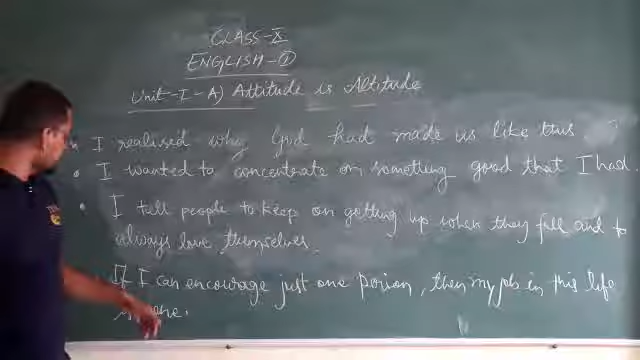 CLASS-X
ENGLISH-①
Unit-I-A) Attitude is Altitude
I realised why God had made us like this
• I wanted to concentrate on something good that I had.
• I tell people to keep on getting up when they fall and to
always love themselves.
If I can encourage just one person, then my job in this life